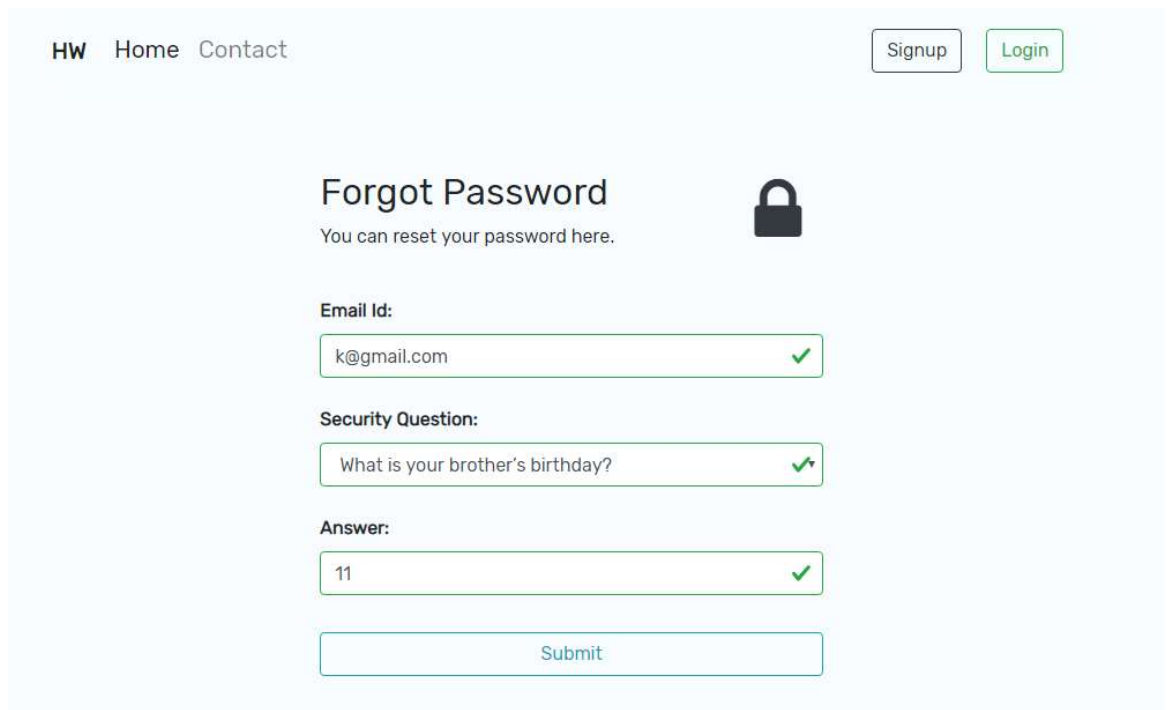 HW Home Contact Signup Login
Forgot Password
You can reset your password here.
Email Id:
k@gmail.com
Security Question:
What is your brother's birthday?
Answer:
11
Submit